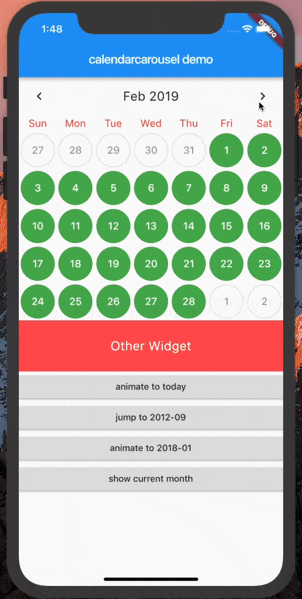 1:48
DEBUG
calendarcarousel demo
Feb 2019
Sun Mon Tue Wed Thu Fri Sat
27 28 29 30 31 1 2
3 4 5 6 7 8 9
10 11 12 13 14 15 16
17 18 19 20 21 22 23
24 25 26 27 28 1 2
Other Widget
animate to today
jump to 2012-09
animate to 2018-01
show current month